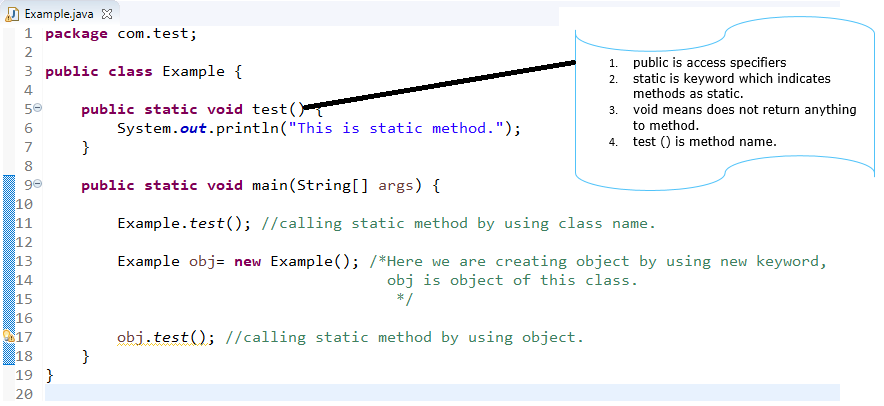 Example.java
1 package com.test;
2
3 public class Example {
4
5 public static void test() {
6 System.out.println("This is static method.");
7 }
8
9 public static void main(String[] args) {
10
11 Example.test(); //calling static method by using class name.
12
13 Example obj= new Example(); /*Here we are creating object by using new keyword,
14 obj is object of this class.
15 */
16
17 obj.test(); //calling static method by using object.
18 }
19 }
20
1. public is access specifiers
2. static is keyword which indicates
methods as static.
3. void means does not return anything
to method.
4. test () is method name.